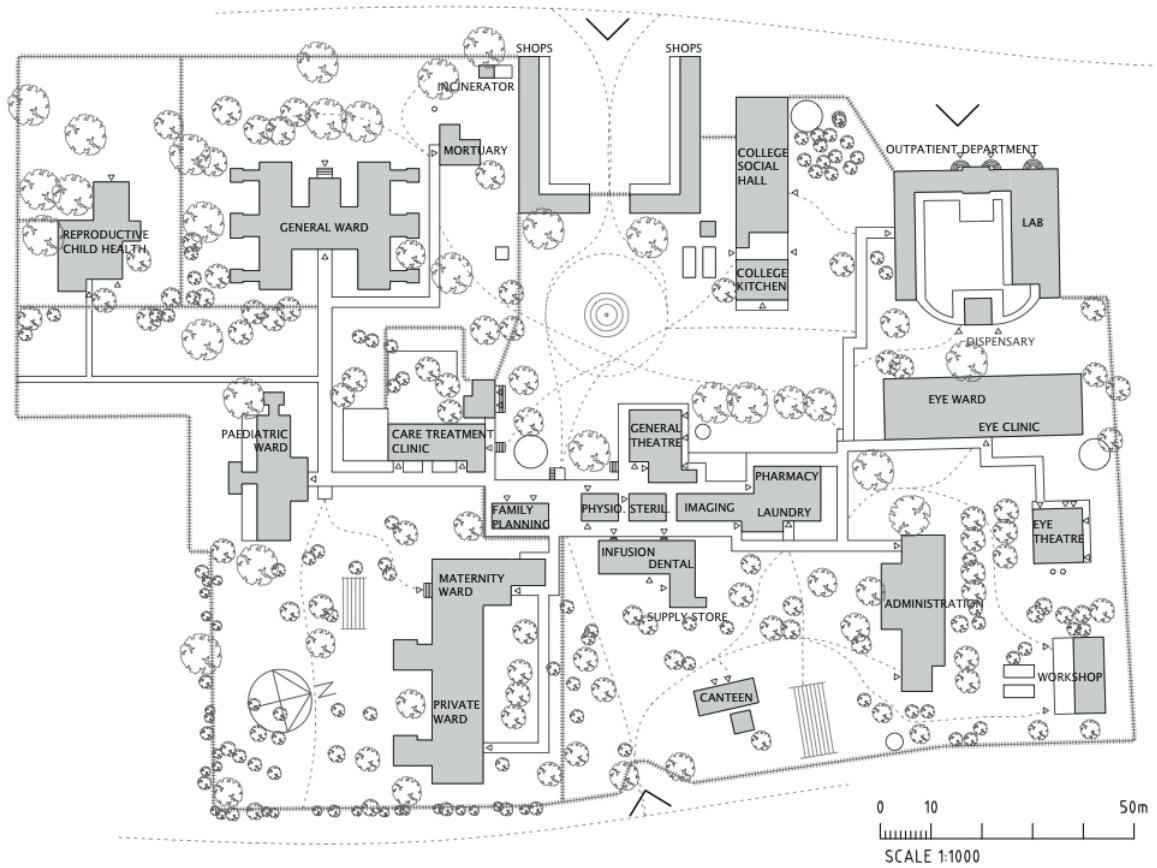 SHOPS
SHOPS
INCINERATOR
MORTUARY
OUTPATIENT DEPARTMENT
COLLEGE
SOCIAL
HALL
LAB
GENERAL WARD
REPRODUCTIVE
CHILD HEALTH
COLLEGE
KITCHEN
DISPENSARY
EYE WARD
EYE CLINIC
PAEDIATRIC
WARD
CARE TREATMENT
CLINIC
GENERAL
THEATRE
PHARMACY
FAMILY
PLANNING
PHYSIO.
STERIL.
IMAGING
LAUNDRY
EYE
THEATRE
INFUSION
DENTAL
MATERNITY
WARD
SUPPLY STORE
ADMINISTRATION
N
WORKSHOP
CANTEEN
PRIVATE
WARD
0 10 50m
SCALE 1:1000